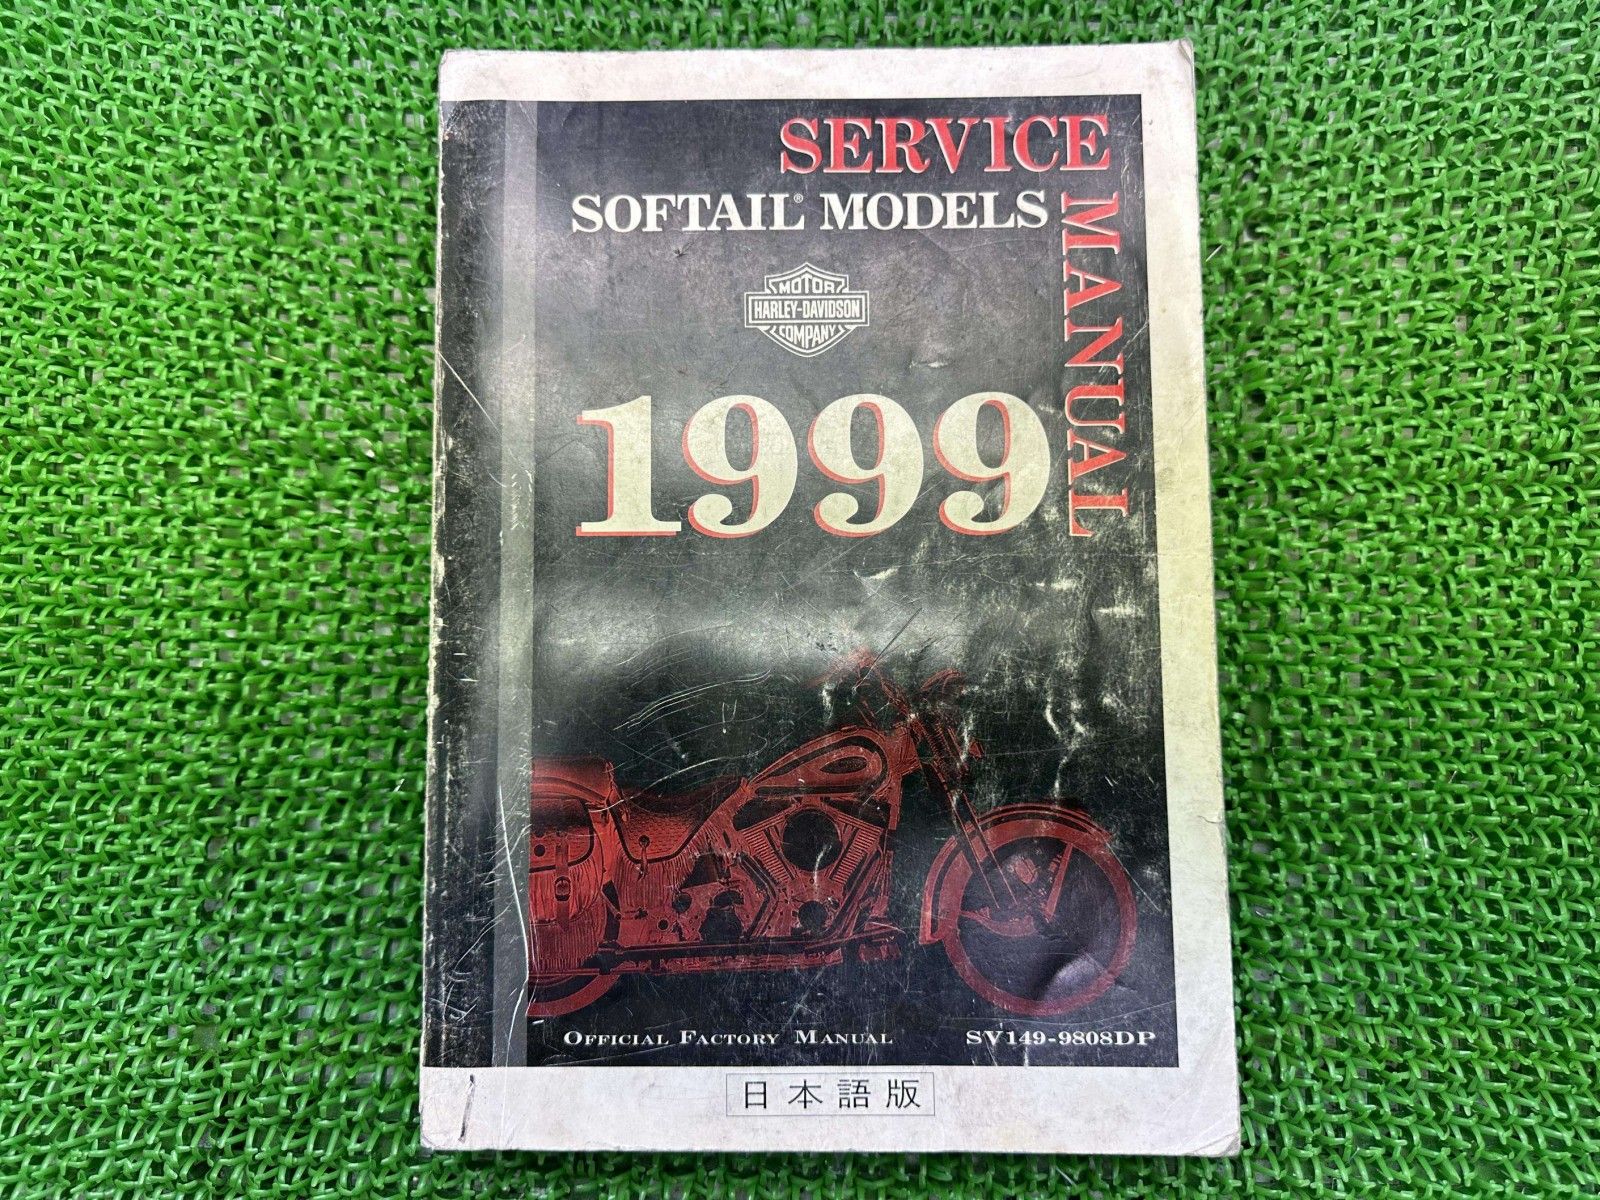 SERVICE
MANUAL
SOFTAIL® MODELS
MOTOR
HARLEY-DAVIDSON
COMPANY
1999
OFFICIAL FACTORY MANUAL
SV149-9808DP
日本語版